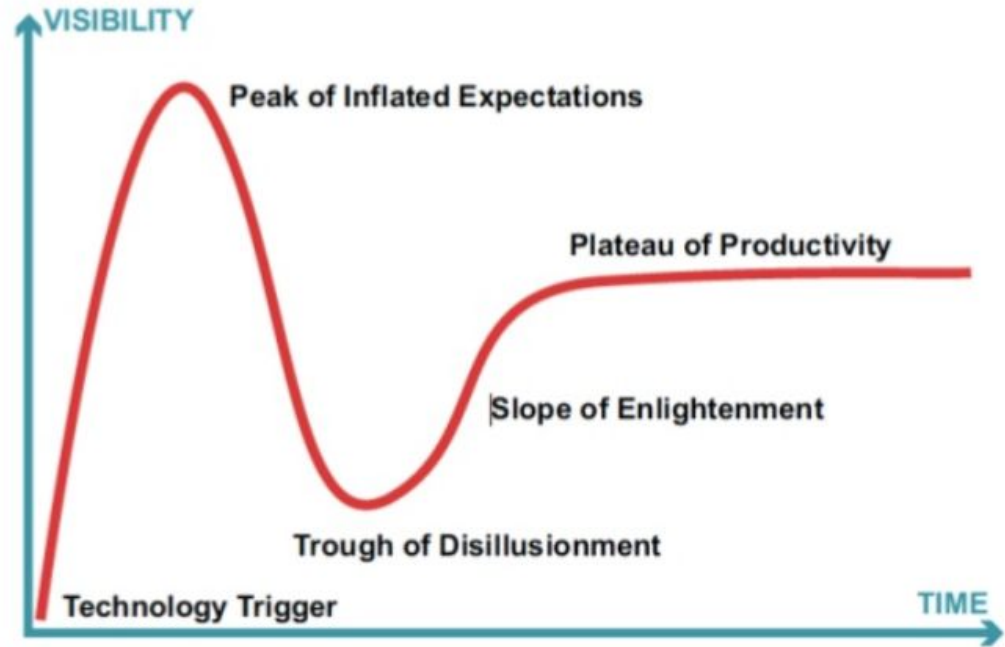 VISIBILITY
Peak of Inflated Expectations
Plateau of Productivity
Slope of Enlightenment
Trough of Disillusionment
Technology Trigger
TIME